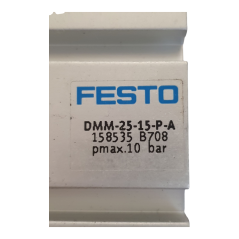 FESTO
DMM-25-15-P-A
158535 B708
pmax.10 bar